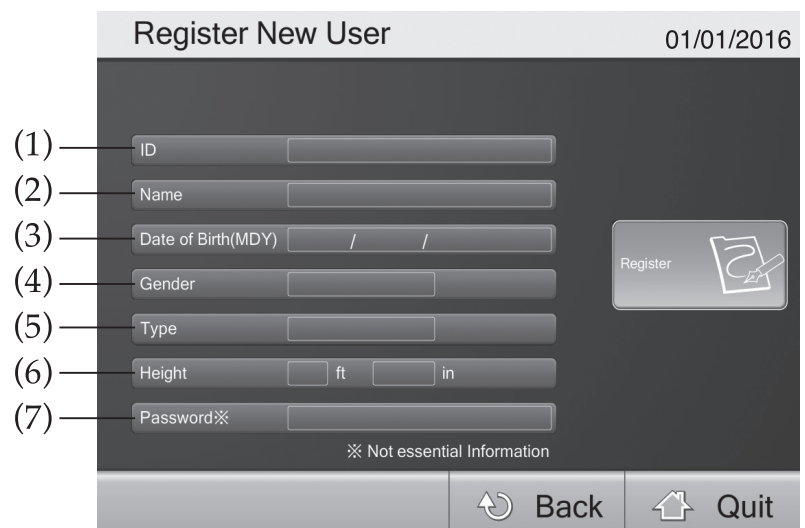 Register New User
01/01/2016
(1) ID
(2) Name
(3) Date of Birth(MDY) / /
(4) Gender
(5) Type
(6) Height ft in
(7) Password※
※ Not essential Information
Register
Back
Quit